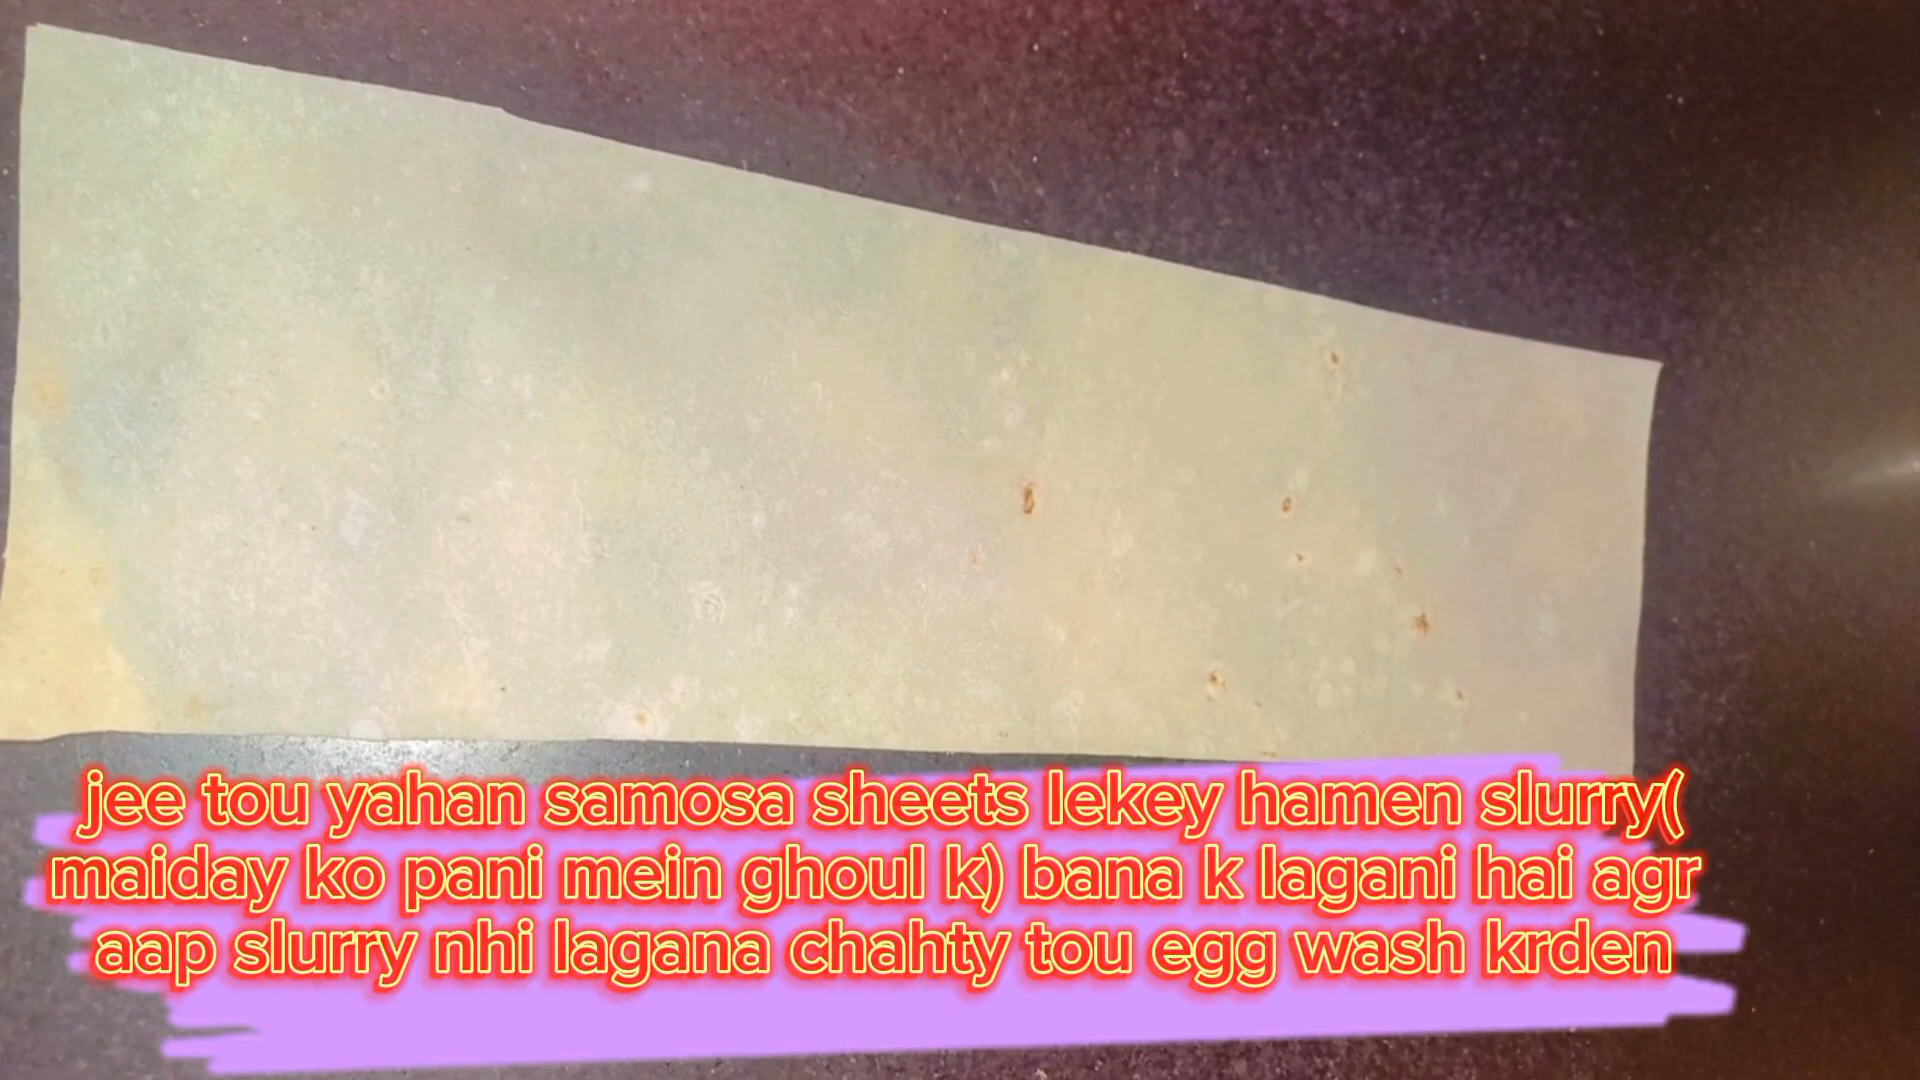 jee tou yahan samosa sheets lekey hamen slurry(
maiday ko pani mein ghoul k) bana k lagani hai agr
aap slurry nhi lagana chahty tou egg wash krden